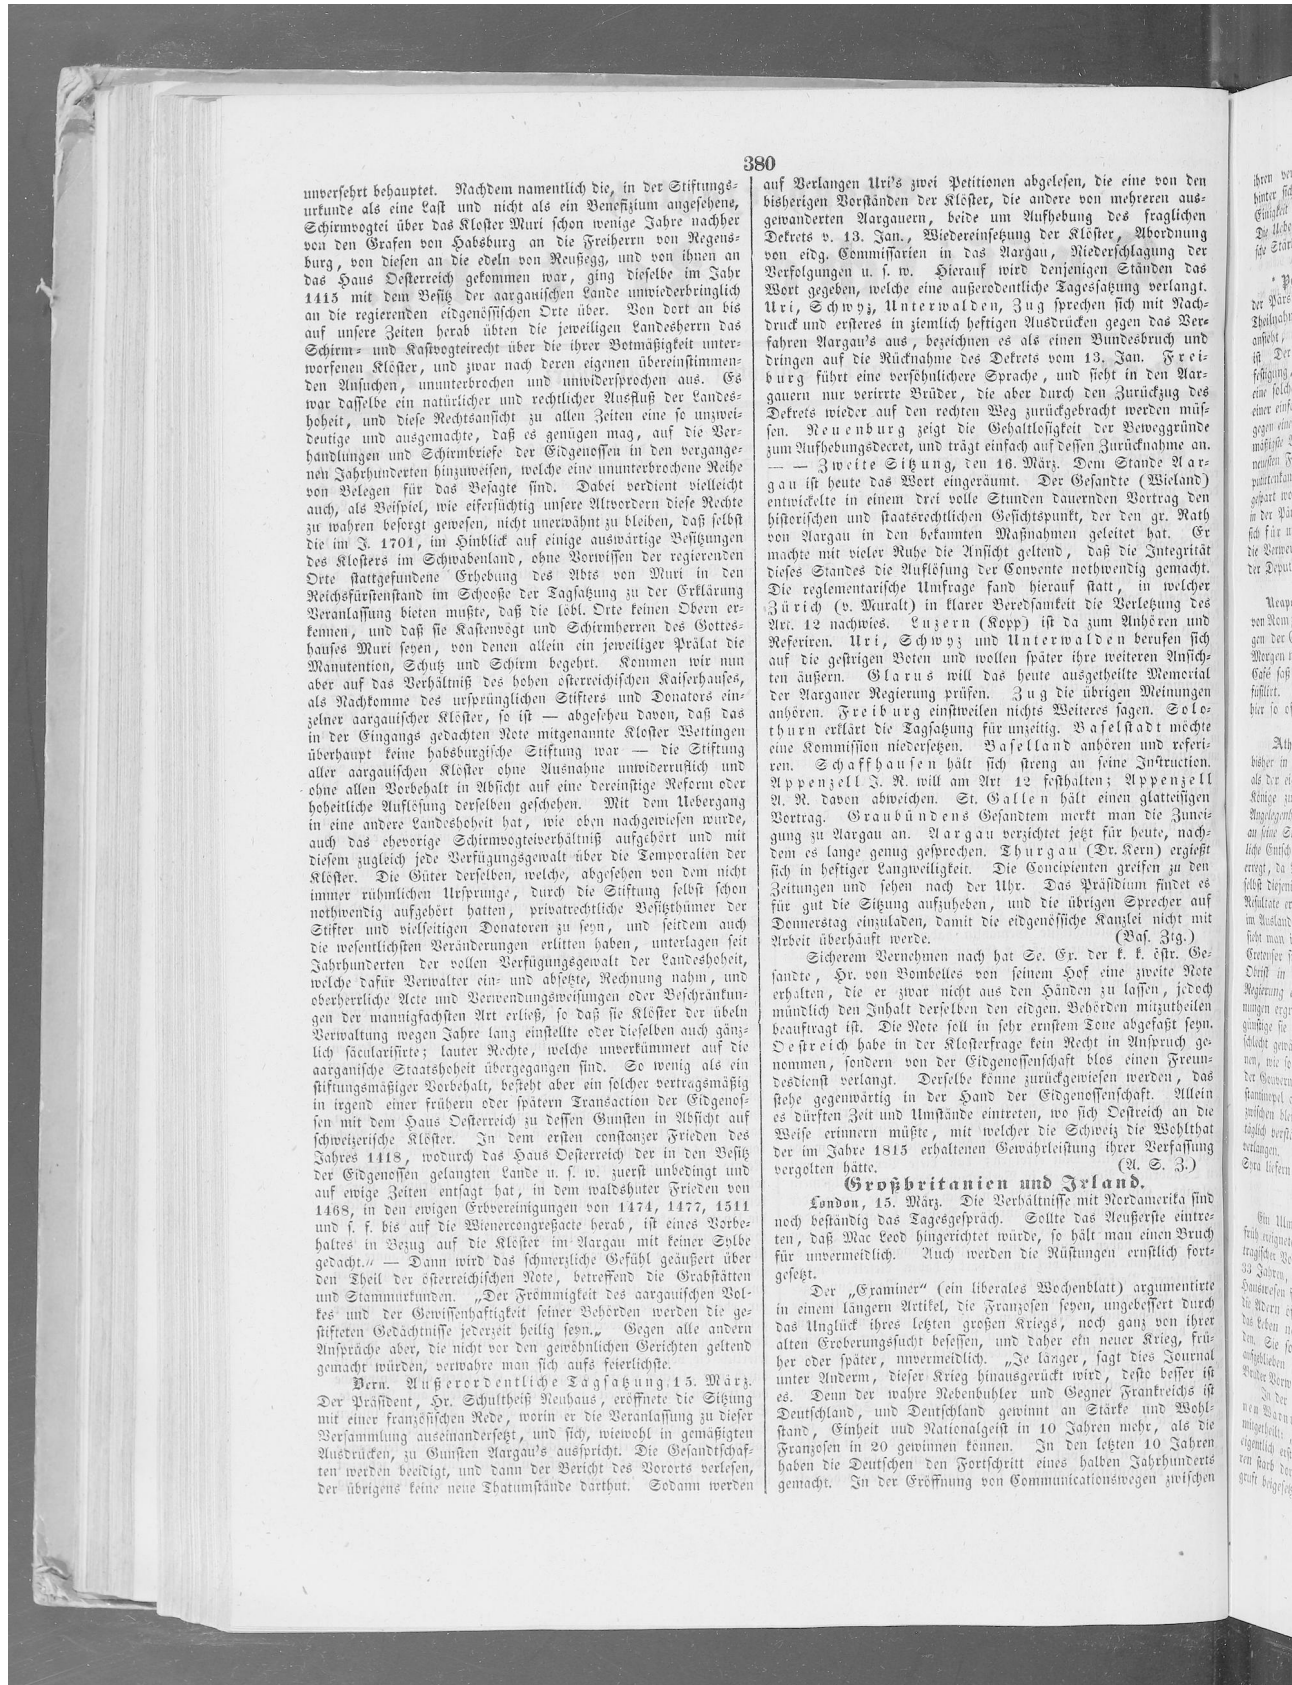 380
unversehrt behauptet. Nachdem namentlich die, in der Stiftungs-
urkunde als eine Last und nicht als ein Benefizium angesehene,
Schirmvogtei über das Kloster Muri schon wenige Jahre nachher
von den Grafen von Habsburg an die Freiherrn von Regens-
burg, von diesen an die edeln von Reußegg, und von ihnen an
das Haus Oesterreich gekommen war, ging dieselbe im Jahr
1415 mit dem Besitz der aargauischen Lande unwiederbringlich
an die regierenden eidgenössischen Orte über. Von dort an bis
auf unsere Zeiten herab übten die jeweiligen Landesherrn das
Schirm- und Kastvogteirecht über die ihrer Botmäßigkeit unter-
worfenen Klöster, und zwar nach deren eigenen übereinstimmen-
den Ansuchen, ununterbrochen und unwidersprochen aus. Es
war dasselbe ein natürlicher und rechtlicher Ausfluß der Landes-
hoheit, und diese Rechtsansicht zu allen Zeiten eine so unzwei-
deutige und ausgemachte, daß es genügen mag, auf die Ver-
handlungen und Schirmbriefe der Eidgenossen in den vergange-
nen Jahrhunderten hinzuweisen, welche eine ununterbrochene Reihe
von Belegen für das Besagte sind. Dabei verdient vielleicht
auch, als Beispiel, wie eifersüchtig unsere Altvordern diese Rechte
zu wahren besorgt gewesen, nicht unerwähnt zu bleiben, daß selbst
die im J. 1701, im Hinblick auf einige auswärtige Besitzungen
des Klosters im Schwabenland, ohne Vorwissen der regierenden
Orte stattgefundene Erhebung des Abts von Muri in den
Reichsfürstenstand im Schooße der Tagsatzung zu der Erklärung
Veranlassung bieten mußte, daß die löbl. Orte keinen Obern er-
kennen, und daß sie Kastenvögt und Schirmherren des Gottes-
hauses Muri seyen, von denen allein ein jeweiliger Prälat die
Manutention, Schutz und Schirm begehrt. Kommen wir nun
aber auf das Verhältniß des hohen österreichischen Kaiserhauses,
als Nachkomme des ursprünglichen Stifters und Donators ein-
zelner aargauischer Klöster, so ist — abgesehen davon, daß das
in der Eingangs gedachten Note mitgenannte Kloster Wettingen
überhaupt keine habsburgische Stiftung war — die Stiftung
aller aargauischen Klöster ohne Ausnahne unwiderruflich und
ohne allen Vorbehalt in Absicht auf eine dereinstige Reform oder
hoheitliche Auflösung derselben geschehen. Mit dem Uebergang
in eine andere Landeshoheit hat, wie oben nachgewiesen wurde,
auch das ehevorige Schirmvogteiverhältniß aufgehört und mit
diesem zugleich jede Verfügungsgewalt über die Temporalien der
Klöster. Die Güter derselben, welche, abgesehen von dem nicht
immer rühmlichen Ursprunge, durch die Stiftung selbst schon
nothwendig aufgehört hatten, privatrechtliche Besitzthümer der
Stifter und vielseitigen Donatoren zu seyn, und seitdem auch
die wesentlichsten Veränderungen erlitten haben, unterlagen seit
Jahrhunderten der vollen Verfügungsgewalt der Landeshoheit,
welche dafür Verwalter ein- und absetzte, Rechnung nahm, und
oberherrliche Acte und Verwendungsweisungen oder Beschränkun-
gen der mannigfachsten Art erließ, so daß sie Klöster der übeln
Verwaltung wegen Jahre lang einstellte oder dieselben auch gänz-
lich säcularisirte; lauter Rechte, welche unverkümmert auf die
aargauische Staatshoheit übergegangen sind. So wenig als ein
stiftungsmäßiger Vorbehalt, besteht aber ein solcher vertragsmäßig
in irgend einer frühern oder spätern Transaction der Eidgenos-
sen mit dem Haus Oesterreich zu dessen Gunsten in Absicht auf
schweizerische Klöster. In dem ersten constanzer Frieden des
Jahres 1418, wodurch das Haus Oesterreich der in den Besitz
der Eidgenossen gelangten Lande u. s. w. zuerst unbedingt und
auf ewige Zeiten entsagt hat, in dem waldshuter Frieden von
1468, in den ewigen Erbvereinigungen von 1474, 1477, 1511
und s. f. bis auf die Wienercongreßacte herab, ist eines Vorbe-
haltes in Bezug auf die Klöster im Aargau mit keiner Sylbe
gedacht.“ — Dann wird das schmerzliche Gefühl geäußert über
den Theil der österreichischen Note, betreffend die Grabstätten
und Stammurkunden. „Der Frömmigkeit des aargauischen Vol-
kes und der Gewissenhaftigkeit seiner Behörden werden die ge-
stifteten Gedächtnisse jederzeit heilig seyn.„ Gegen alle andern
Ansprüche aber, die nicht vor den gewöhnlichen Gerichten geltend
gemacht würden, verwahre man sich aufs feierlichste.
Bern. Außerordentliche Tagsatzung. 15. März.
Der Präsident, Hr. Schultheiß Neuhaus, eröffnete die Sitzung
mit einer französischen Rede, worin er die Veranlassung zu dieser
Versammlung auseinandersetzt, und sich, wiewohl in gemäßigten
Ausdrücken, zu Gunsten Aargau's ausspricht. Die Gesandtschaf-
ten werden beeidigt, und dann der Bericht des Vororts verlesen,
der übrigens keine neue Thatumstände darthut. Sodann werden
auf Verlangen Uri's zwei Petitionen abgelesen, die eine von den
bisherigen Vorständen der Klöster, die andere von mehreren aus-
gewanderten Aargauern, beide um Aufhebung des fraglichen
Dekrets v. 13. Jan., Wiedereinsetzung der Klöster, Abordnung
von eidg. Commissarien in das Aargau, Niederschlagung der
Verfolgungen u. s. w. Hierauf wird denjenigen Ständen das
Wort gegeben, welche eine außerodentliche Tagessatzung verlangt.
Uri, Schwyz, Unterwalden, Zug sprechen sich mit Nach-
druck und ersteres in ziemlich heftigen Ausdrücken gegen das Ver-
fahren Aargau's aus, bezeichnen es als einen Bundesbruch und
dringen auf die Rücknahme des Dekrets vom 13. Jan. Frei-
burg führt eine versöhnlichere Sprache, und sieht in den Aar-
gauern nur verirrte Brüder, die aber durch den Zurückzug des
Dekrets wieder auf den rechten Weg zurückgebracht werden müs-
sen. Neuenburg zeigt die Gehaltlosigkeit der Beweggründe
zum Aufhebungsdecret, und trägt einfach auf dessen Zurücknahme an.
— — Zweite Sitzung, den 16. März. Dem Stande Aar-
gau ist heute das Wort eingeräumt. Der Gesandte (Wieland)
entwickelte in einem drei volle Stunden dauernden Vortrag den
historischen und staatsrechtlichen Gesichtspunkt, der den gr. Rath
von Aargau in den bekannten Maßnahmen geleitet hat. Er
machte mit vieler Ruhe die Ansicht geltend, daß die Integrität
dieses Standes die Auflösung der Convente nothwendig gemacht.
Die reglementarische Umfrage fand hierauf statt, in welcher
Zürich (v. Muralt) in klarer Beredsamkeit die Verletzung des
Art. 12 nachwies. Luzern (Kopp) ist da zum Anhören und
Referiren. Uri, Schwyz und Unterwalden berufen sich
auf die gestrigen Voten und wollen später ihre weiteren Ansich-
ten äußern. Glarus will das heute ausgetheilte Memorial
der Aarganer Regierung prüfen. Zug die übrigen Meinungen
anhören. Freiburg einstweilen nichts Weiteres sagen. Solo-
thurn erklärt die Tagsatzung für unzeitig. Baselstadt möchte
eine Kommission niedersetzen. Baselland anhören und referi-
ren. Schaffhausen hält sich streng an seine Instruction.
Appenzell J. R. will am Art 12 festhalten; Appenzell
A. R. davon abweichen. St. Gallen hält einen glatteisigen
Vortrag. Graubündens Gesandtem merkt man die Zunei-
gung zu Aargau an. Aargau verzichtet jetzt für heute, nach-
dem es lange genug gesprochen. Thurgau (Dr. Kern) ergießt
sich in heftiger Langweiligkeit. Die Concipienten greifen zu den
Zeitungen und sehen nach der Uhr. Das Präsidium findet es
für gut die Sitzung aufzuheben, und die übrigen Sprecher auf
Donnerstag einzuladen, damit die eidgenössische Kanzlei nicht mit
Arbeit überhäuft werde. (Bas. Ztg.)
Sicherem Vernehmen nach hat Se. Ex. der k. k. östr. Ge-
sandte, Hr. von Bombelles von seinem Hof eine zweite Note
erhalten, die er zwar nicht aus den Händen zu lassen, jedoch
mündlich den Inhalt derselben den eidgen. Behörden mitzutheilen
beauftragt ist. Die Note soll in sehr ernstem Tone abgefaßt seyn.
Oestreich habe in der Klosterfrage kein Recht in Anspruch ge-
nommen, sondern von der Eidgenossenschaft blos einen Freun-
desdienst verlangt. Derselbe könne zurückgewiesen werden, das
stehe gegenwärtig in der Hand der Eidgenossenschaft. Allein
es dürften Zeit und Umstände eintreten, wo sich Oestreich an die
Weise erinnern müßte, mit welcher die Schweiz die Wohlthat
der im Jahre 1815 erhaltenen Gewährleistung ihrer Verfassung
vergolten hätte. (A. S. Z.)
Großbritanien und Irland.
London, 15. März. Die Verhältnisse mit Nordamerika sind
noch beständig das Tagesgespräch. Sollte das Aeußerste eintre-
ten, daß Mac Leod hingerichtet würde, so hält man einen Bruch
für unvermeidlich. Auch werden die Rüstungen ernstlich fort-
gesetzt.
Der „Examiner“ (ein liberales Wochenblatt) argumentirte
in einem längern Artikel, die Franzosen seyen, ungebessert durch
das Unglück ihres letzten großen Kriegs, noch ganz von ihrer
alten Eroberungssucht besessen, und daher ein neuer Krieg, frü-
her oder später, unvermeidlich. „Je länger, sagt dies Journal
unter Anderm, dieser Krieg hinausgerückt wird, desto besser ist
es. Denn der wahre Nebenbuhler und Gegner Frankreichs ist
Deutschland, und Deutschland gewinnt an Stärke und Wohl-
stand, Einheit und Nationalgeist in 10 Jahren mehr, als die
Franzosen in 20 gewinnen können. In den letzten 10 Jahren
haben die Deutschen den Fortschritt eines halben Jahrhunderts
gemacht. In der Eröffnung von Communicationswegen zwischen